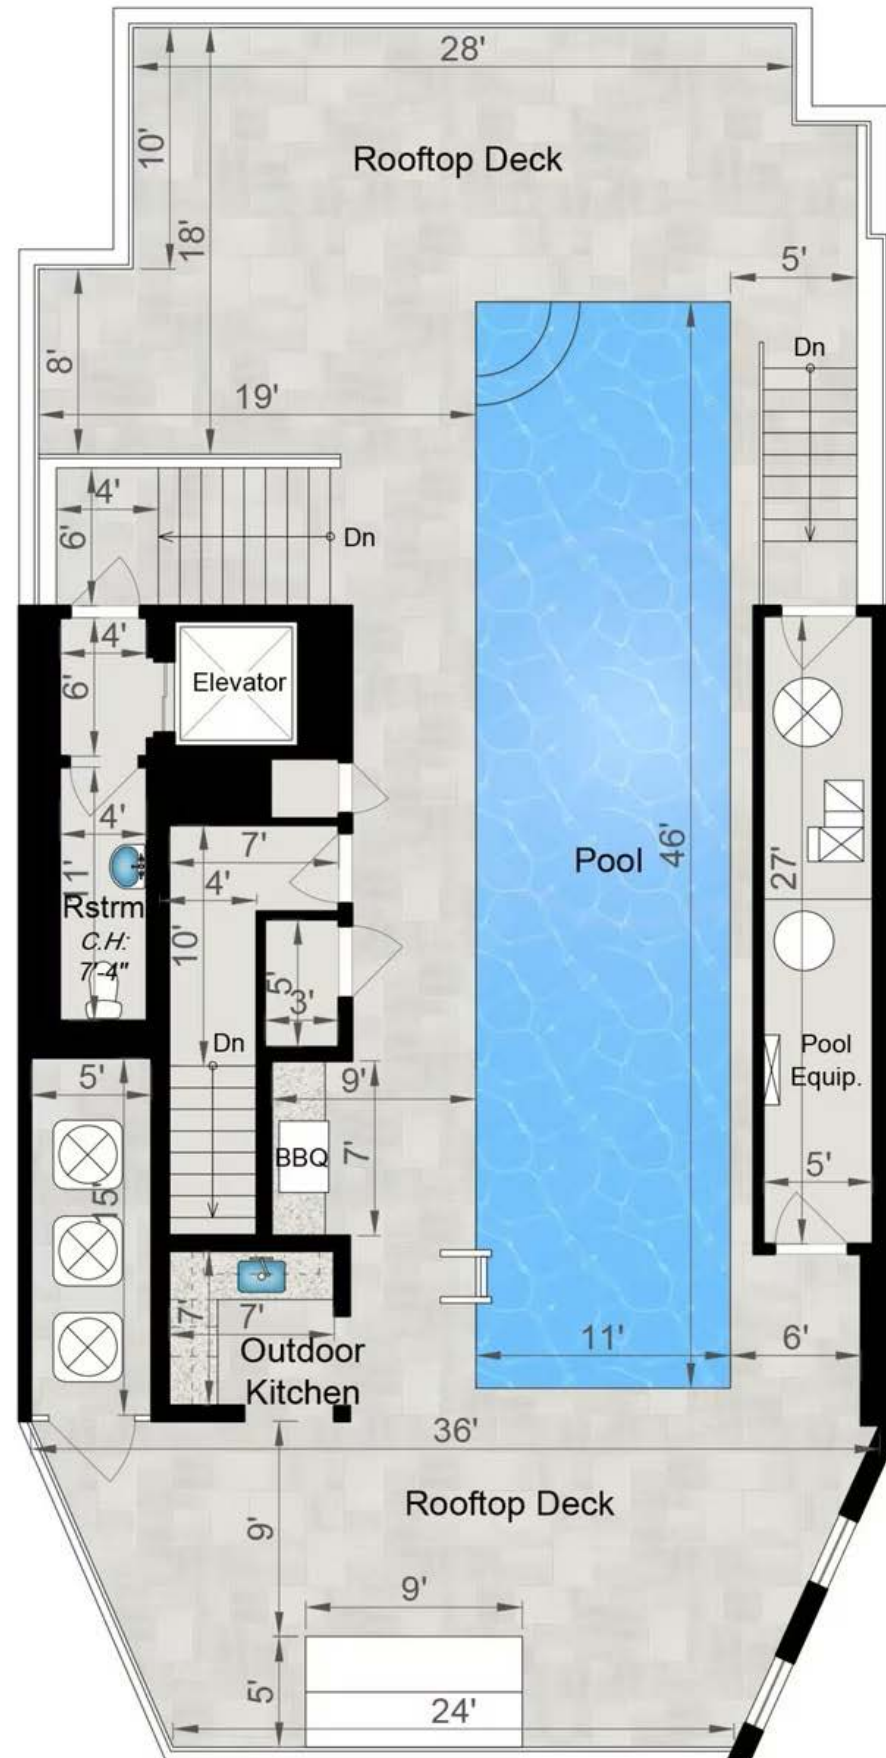 28'
10'
Rooftop Deck
18'
5'
8'
19'
Dn
4'
6'
Dn
4'
6'
Elevator
4'
7'
11'
Rstrm
C.H:
7'-4"
4'
10'
5'
3'
Pool
46'
27'
Dn
Pool
Equip.
5'
9'
5'
BBQ
7'
15'
5'
7'
7'
Outdoor
Kitchen
11'
6'
36'
Rooftop Deck
9'
9'
5'
24'